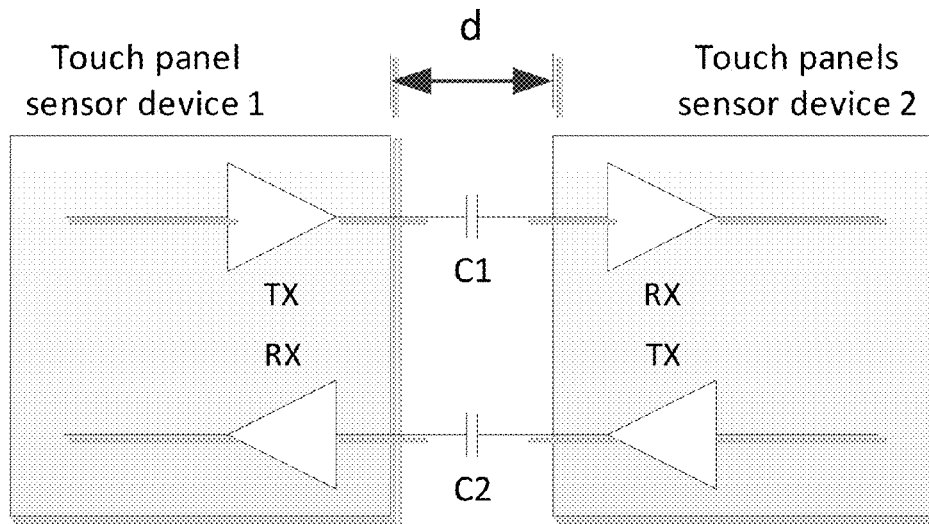 d
Touch panel
sensor device 1
Touch panels
sensor device 2
C1
TX
RX
RX
TX
C2